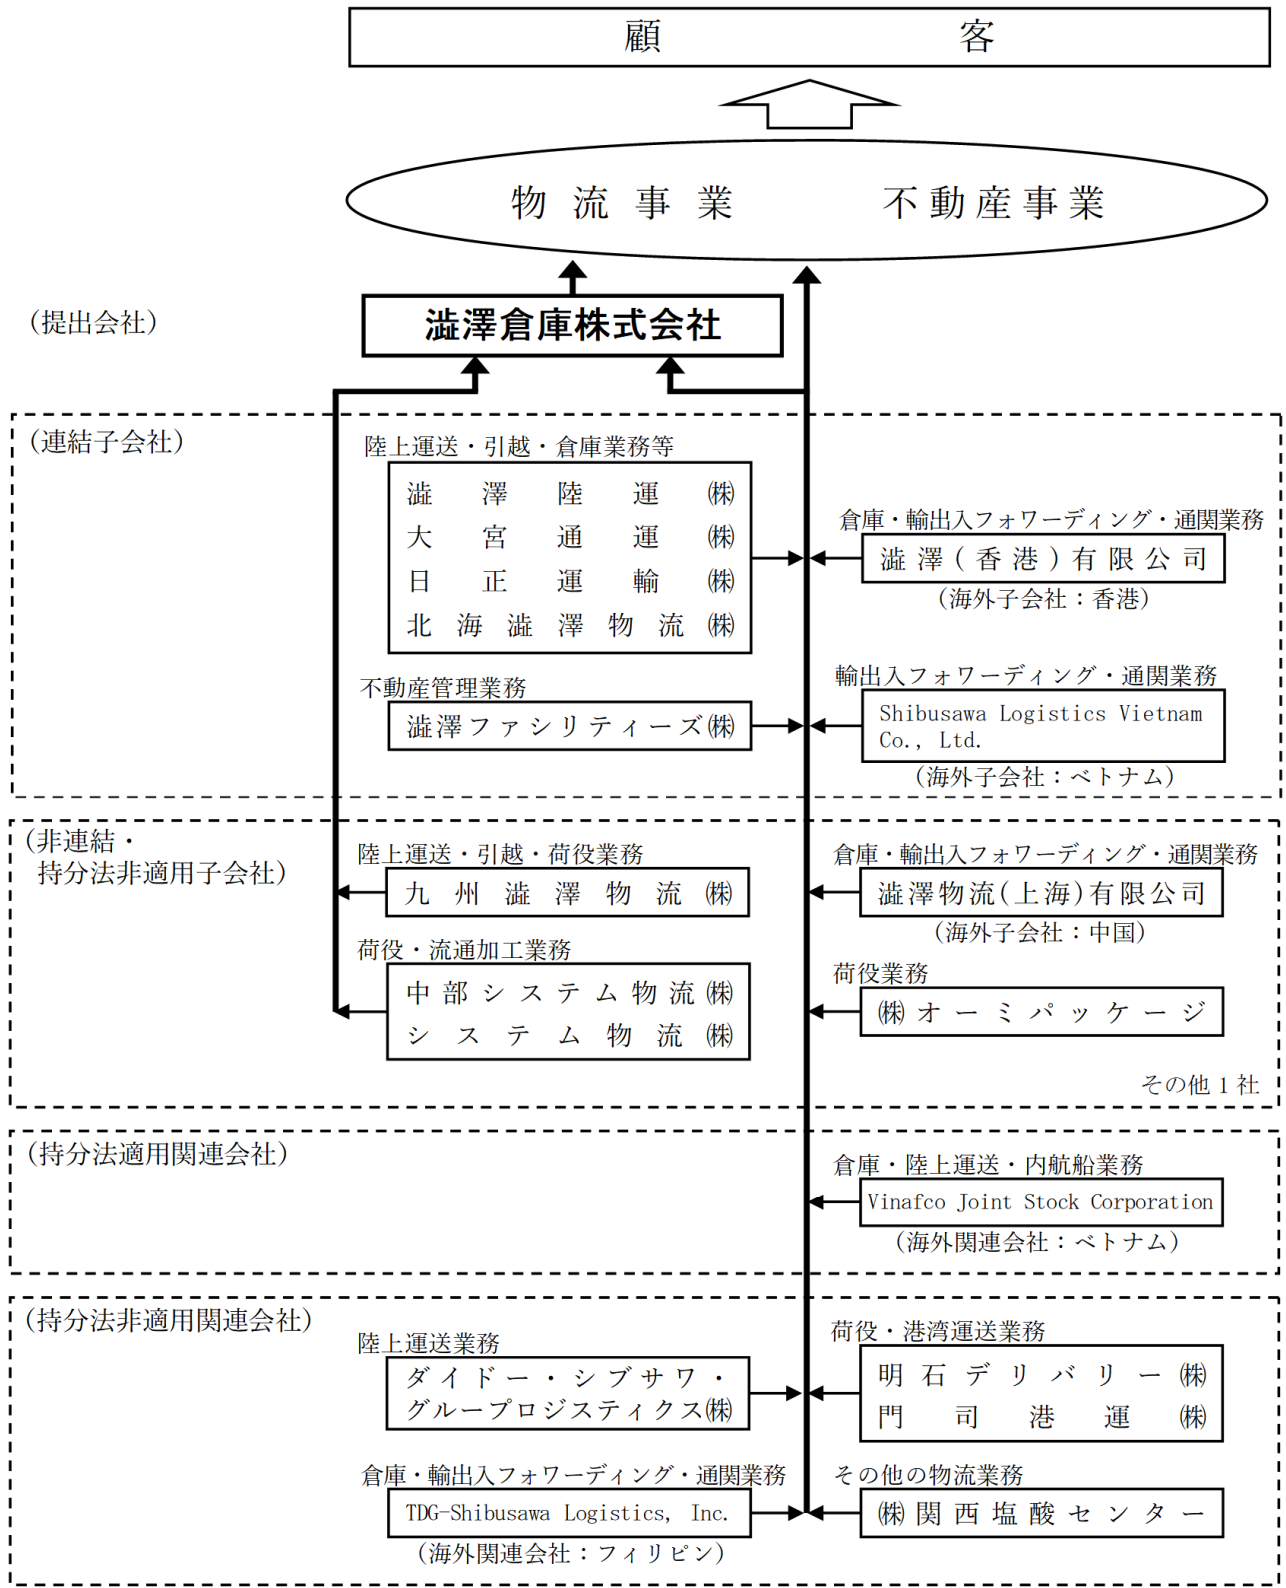 顧客
物流事業 不動産事業
(提出会社)
澁澤倉庫株式会社
(連結子会社)
陸上運送・引越・倉庫業務等
澁澤陸運㈱
大宮通運㈱
日正運輸㈱
北海澁澤物流㈱
倉庫・輸出入フォワーディング・通関業務
澁澤(香港)有限公司
(海外子会社：香港)
不動産管理業務
澁澤ファシリティーズ㈱
輸出入フォワーディング・通関業務
Shibusawa Logistics Vietnam
Co., Ltd.
(海外子会社：ベトナム)
(非連結・
持分法非適用子会社)
陸上運送・引越・荷役業務
九州澁澤物流㈱
倉庫・輸出入フォワーディング・通関業務
澁澤物流(上海)有限公司
(海外子会社：中国)
荷役・流通加工業務
中部システム物流㈱
システム物流㈱
荷役業務
㈱オーミパッケージ
その他1社
(持分法適用関連会社)
倉庫・陸上運送・内航船業務
Vinafco Joint Stock Corporation
(海外関連会社：ベトナム)
(持分法非適用関連会社)
陸上運送業務
ダイドー・シブサワ・
グループロジスティクス㈱
荷役・港湾運送業務
明石デリバリー㈱
門司港運㈱
倉庫・輸出入フォワーディング・通関業務
TDG-Shibusawa Logistics, Inc.
(海外関連会社：フィリピン)
その他の物流業務
㈱関西塩酸センター